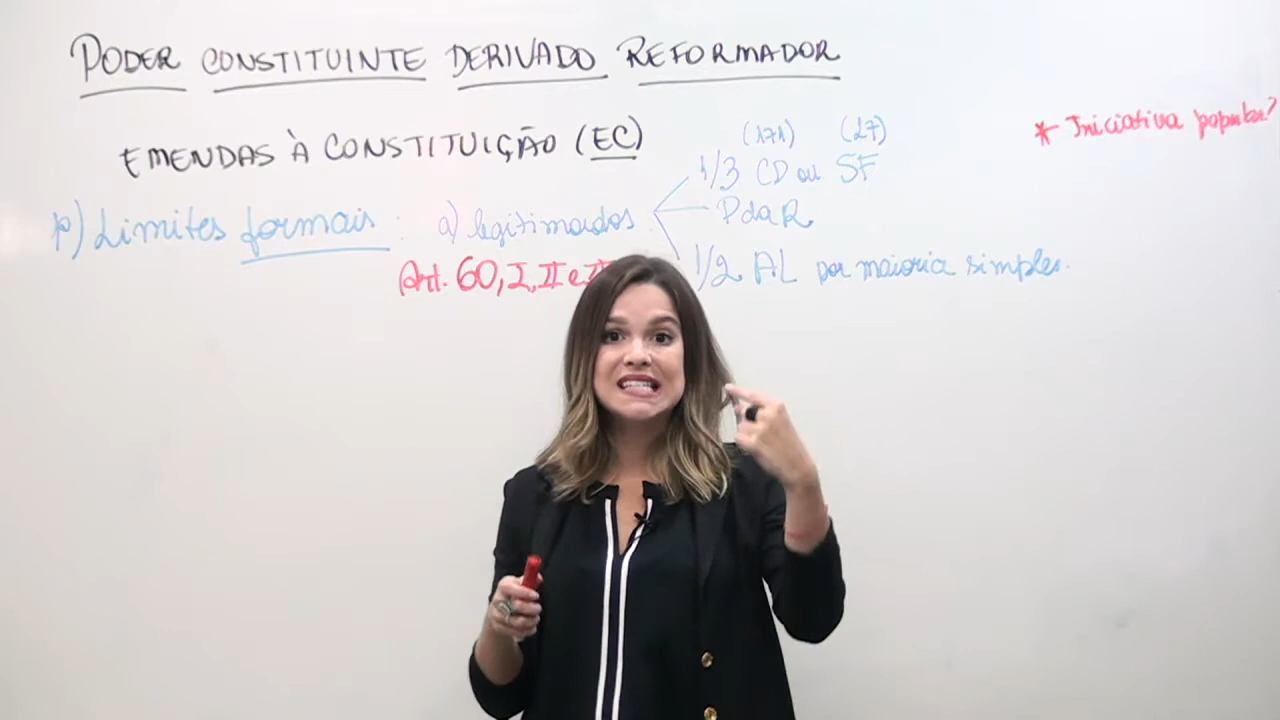 PODER CONSTITUINTE DERIVADO REFORMADOR
EMENDAS À CONSTITUIÇÃO (EC)
(171) (27)
* Iniciativa popular?
1/3 CD ou SF
b) Limites formais: a) legitimados
PdaR
Art. 60, I, II e
1/2 AL por maioria simples.